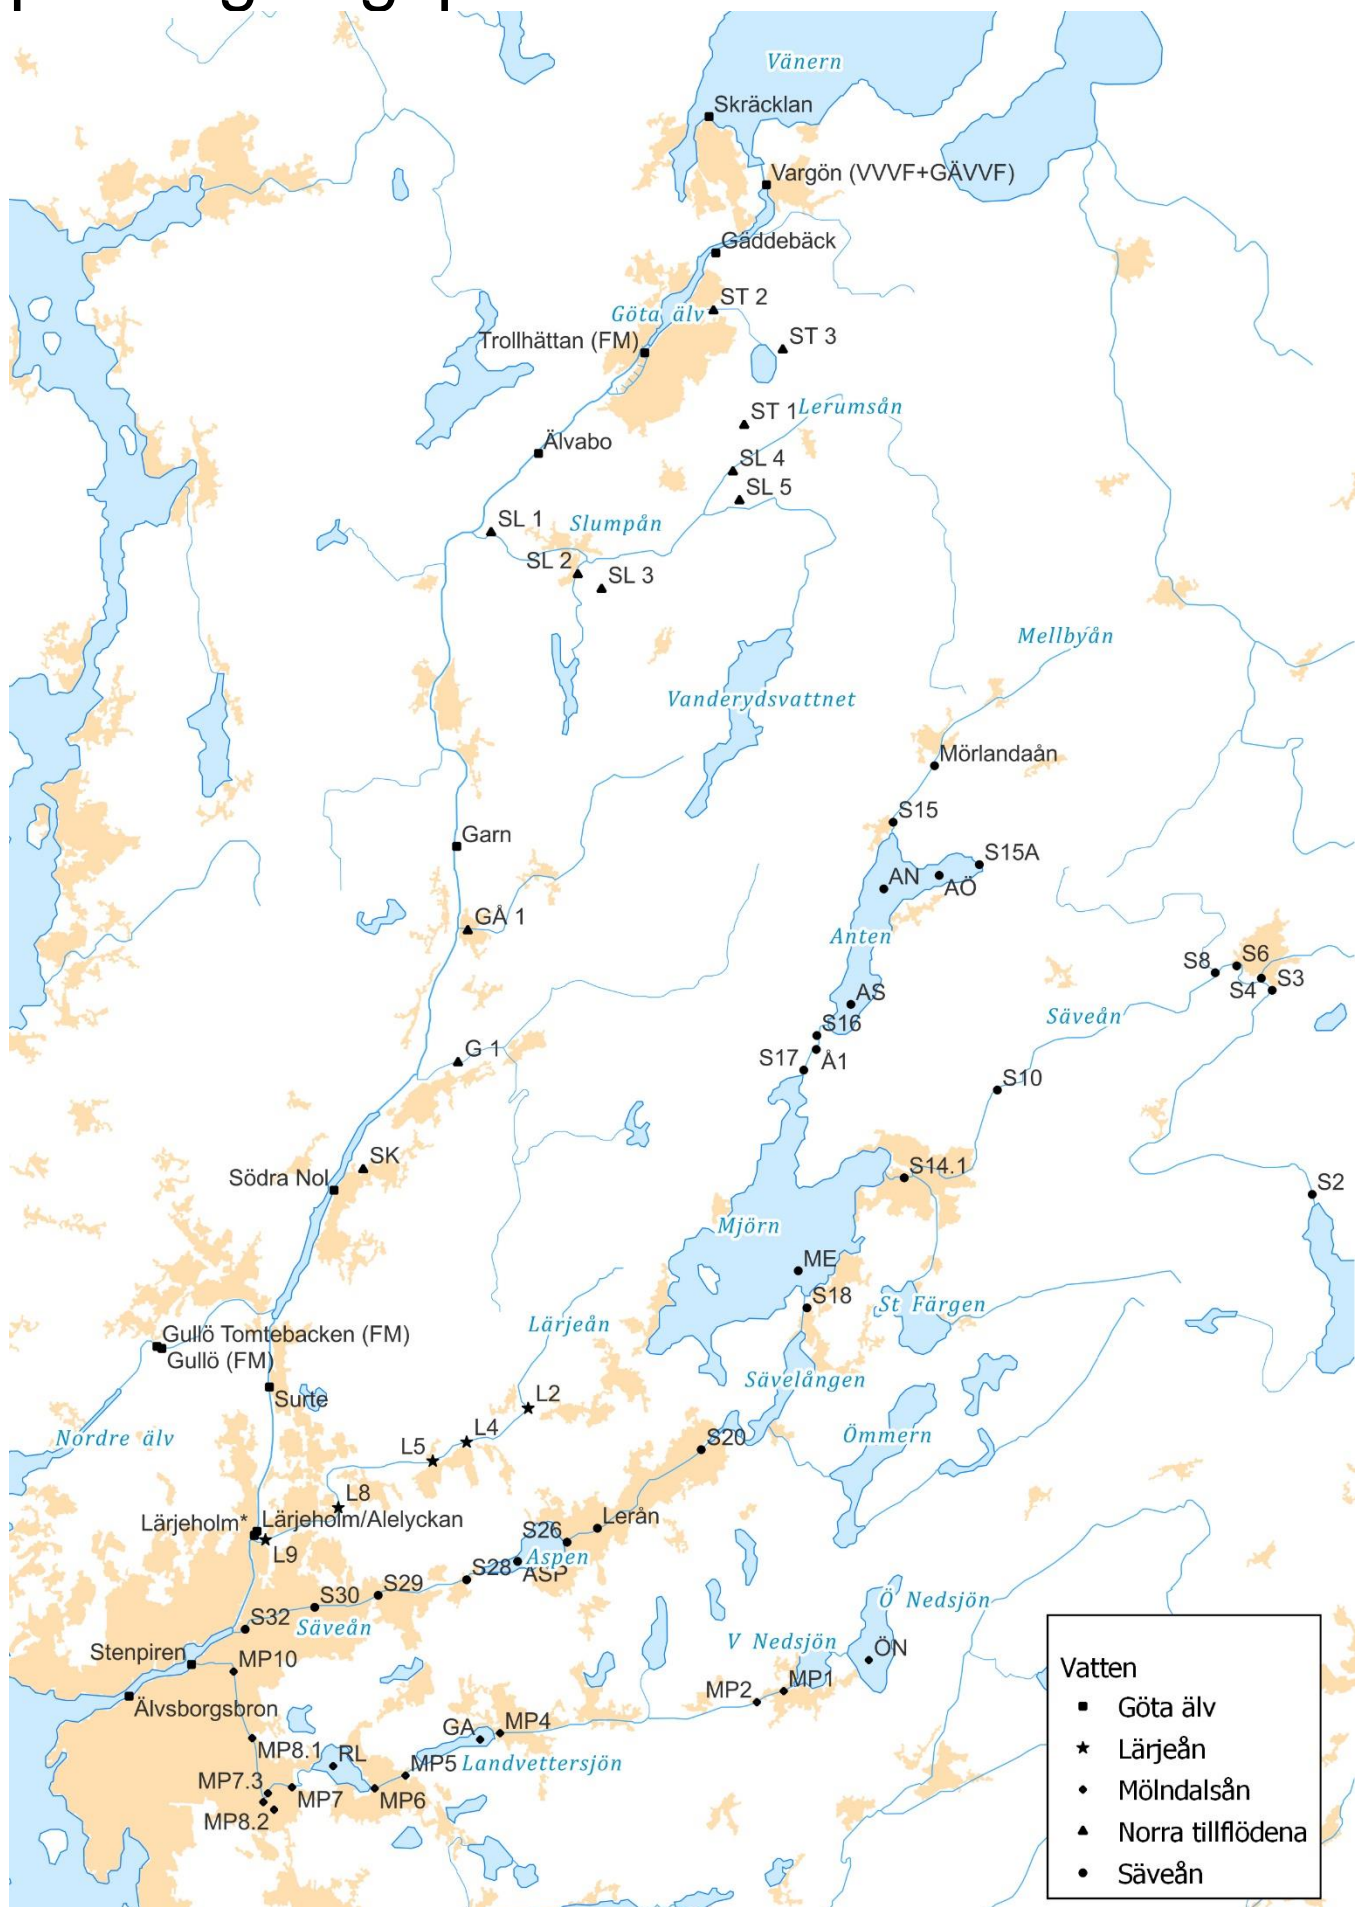 Vänern
Skräcklan
Vargön (VVVF+GÄVVF)
Gäddebäck
ST 2
Göta älv
Trollhättan (FM)
ST 3
ST 1
Lerumsån
Älvabo
SL 4
SL 5
SL 1
Slumpån
SL 2
SL 3
Mellbyån
Vanderydsvattnet
Mörlandaån
S15
Garn
S15A
AN
AÖ
GÅ 1
Anten
S8
S6
S4
S3
AS
Säveån
S16
G 1
S17
Å1
S10
SK
Södra Nol
S14.1
S2
Mjörn
ME
S18
St Färgen
Lärjeån
Gullö Tomtebacken (FM)
Gullö (FM)
Surte
Sävelången
L2
Nordre älv
L4
L5
S20
Ömmern
L8
Lärjeholm*
Lärjeholm/Alelyckan
Lerån
S26
L9
Aspen
S28
ASP
S29
S30
S32
Säveån
Ö Nedsjön
V Nedsjön
ÖN
Stenpiren
MP10
MP1
MP2
Älvsborgsbron
MP4
GA
MP8.1
RL
MP5
Landvettersjön
MP7.3
MP7
MP6
MP8.2
Vatten
Göta älv
Lärjeån
Mölndalsån
Norra tillflödena
Säveån